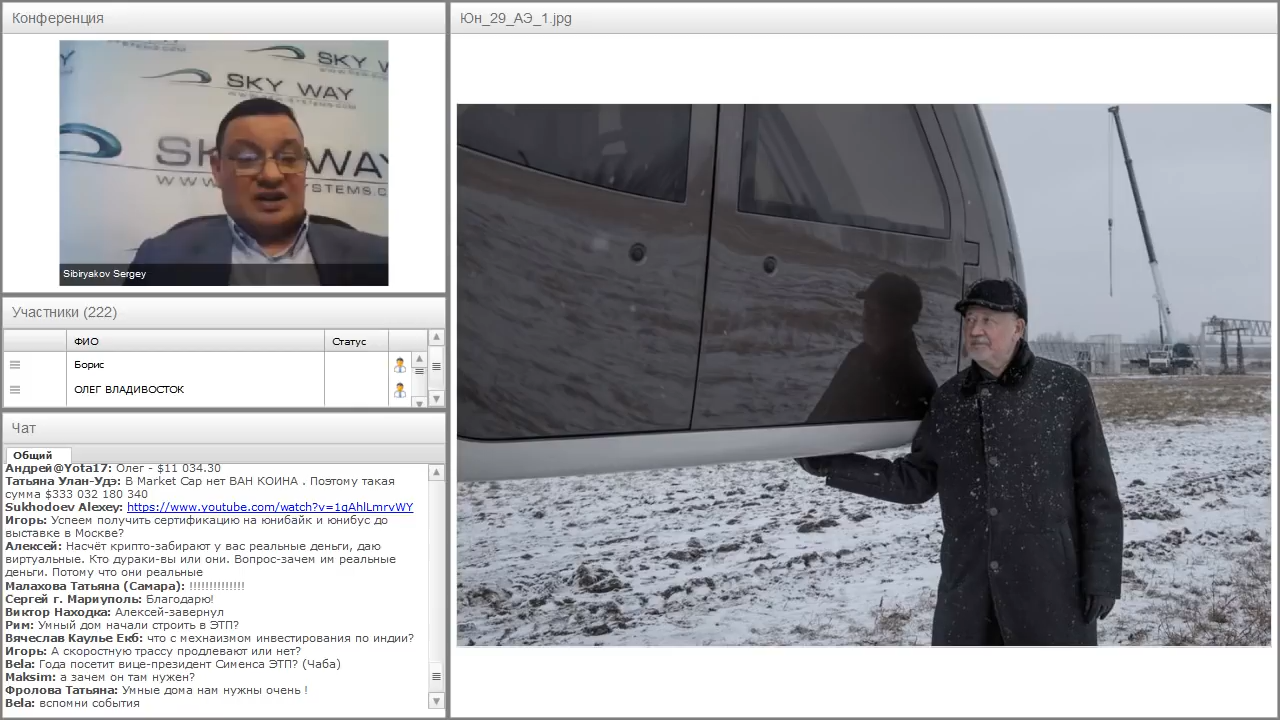 Конференция
SKY WAY
SKY WAY
SK WAY
WWW
STEMS.C
Sibiryakov Sergey
Участники (222)
ФИО Статус
Борис
ОЛЕГ ВЛАДИВОСТОК
Чат
Общий
Андрей@Yota17: Олег - $11 034.30
Татьяна Улан-Удэ: В Market Cap нет ВАН КОИНА . Поэтому такая
сумма $333 032 180 340
Sukhodoev Alexey: https://www.youtube.com/watch?v=1gAhlLmrvWY
Игорь: Успеем получить сертификацию на юнибайк и юнибус до
выставке в Москве?
Алексей: Насчёт крипто-забирают у вас реальные деньги, даю
виртуальные. Кто дураки-вы или они. Вопрос-зачем им реальные
деньги. Потому что они реальные
Малахова Татьяна (Самара): !!!!!!!!!!!!!!
Сергей г. Мариуполь: Благодарю!
Виктор Находка: Алексей-завернул
Рим: Умный дом начали строить в ЭТП?
Вячеслав Каулье Екб: что с мехнаизмом инвестирования по индии?
Игорь: А скоростную трассу продлевают или нет?
Bela: Года посетит вице-президент Сименса ЭТП? (Чаба)
Maksim: а зачем он там нужен?
Фролова Татьяна: Умные дома нам нужны очень !
Bela: вспомни события
Юн_29_АЭ_1.jpg